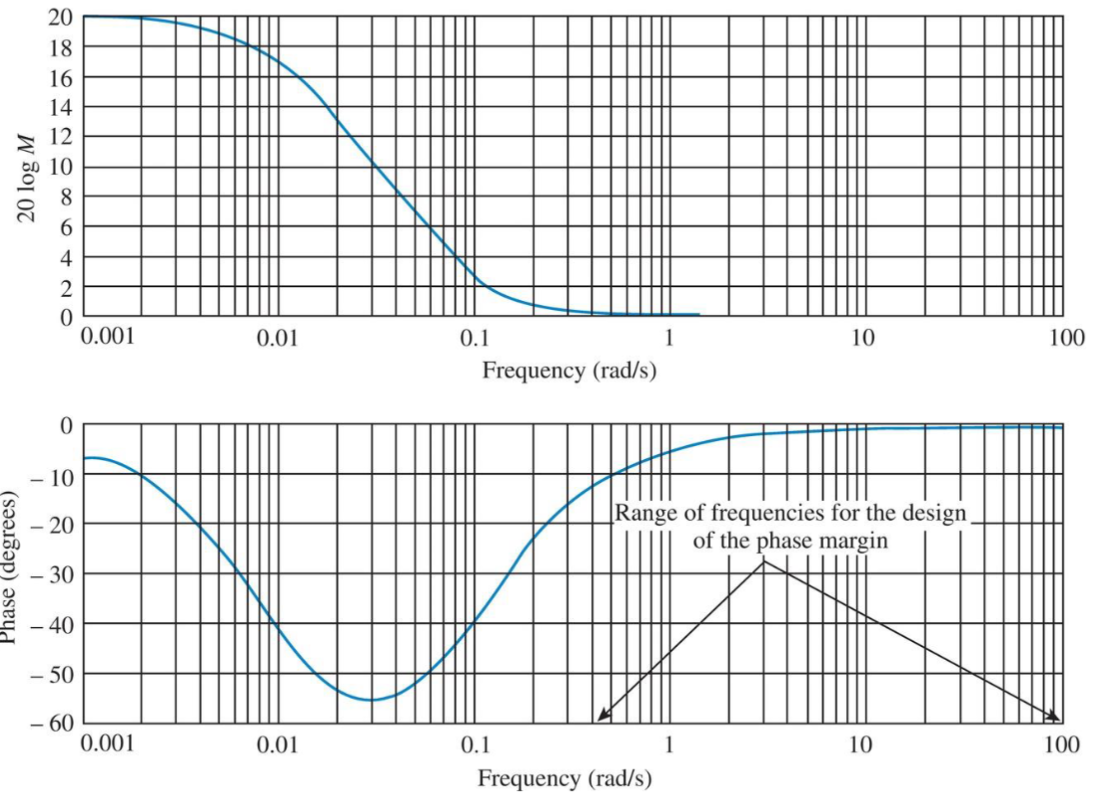 20
18
16
14
12
10
8
6
4
2
0
20 log M
0.001 0.01 0.1 1 10 100
Frequency (rad/s)
0
– 10
– 20
– 30
– 40
– 50
– 60
Phase (degrees)
Range of frequencies for the design
of the phase margin
0.001 0.01 0.1 1 10 100
Frequency (rad/s)